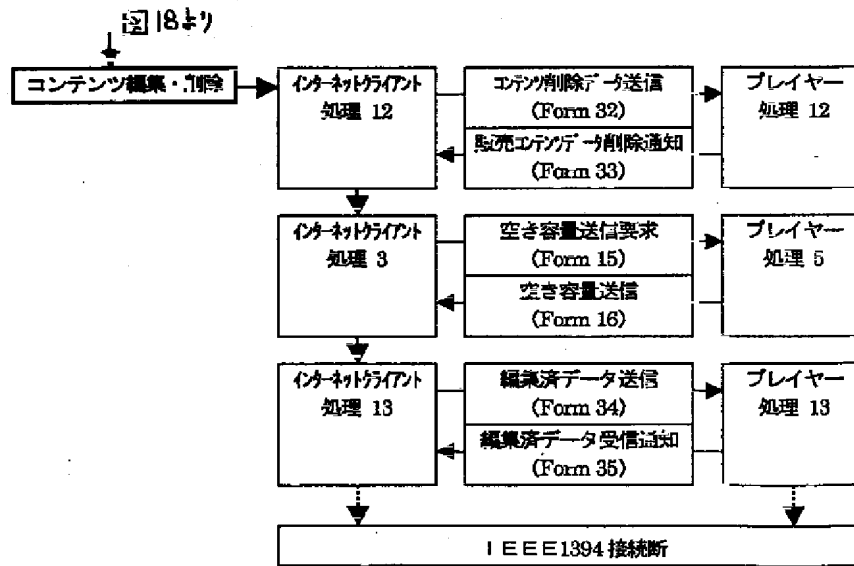 図18より
コンテンツ編集・削除
インターネットクライアント
処理 12
コンテンツ削除データ送信
(Form 32)
販売コンテンツデータ削除通知
(Form 33)
プレイヤー
処理 12
インターネットクライアント
処理 3
空き容量送信要求
(Form 15)
空き容量送信
(Form 16)
プレイヤー
処理 5
インターネットクライアント
処理 13
編集済データ送信
(Form 34)
編集済データ受信通知
(Form 35)
プレイヤー
処理 13
ＩＥＥＥ1394 接続断